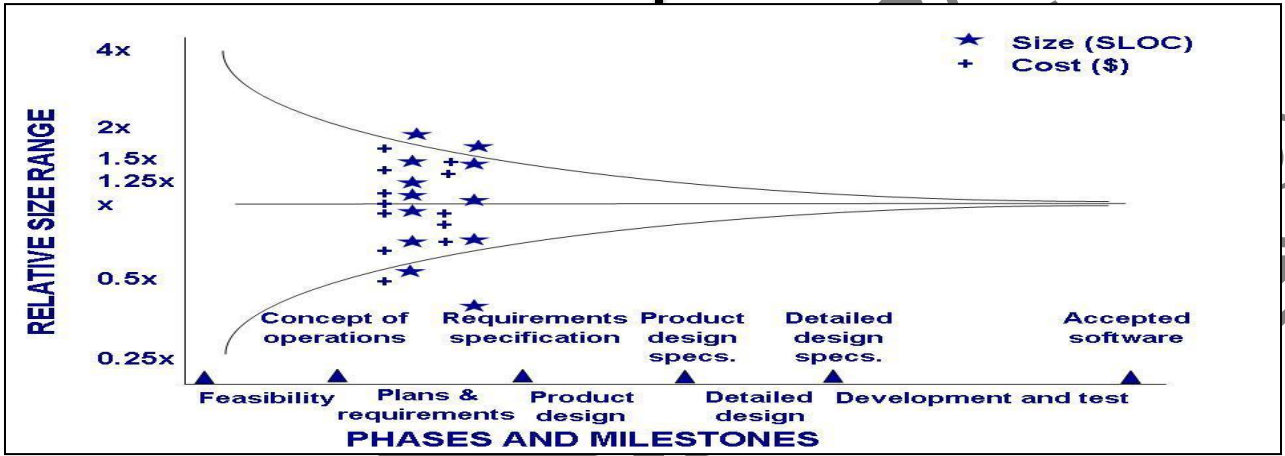 4x
Size (SLOC)
Cost ($)
2x
1.5x
1.25x
x
0.5x
0.25x
RELATIVE SIZE RANGE
Concept of
operations
Requirements
specification
Product
design
specs.
Detailed
design
specs.
Accepted
software
Feasibility
Plans &
requirements
Product
design
Detailed
design
Development and test
PHASES AND MILESTONES